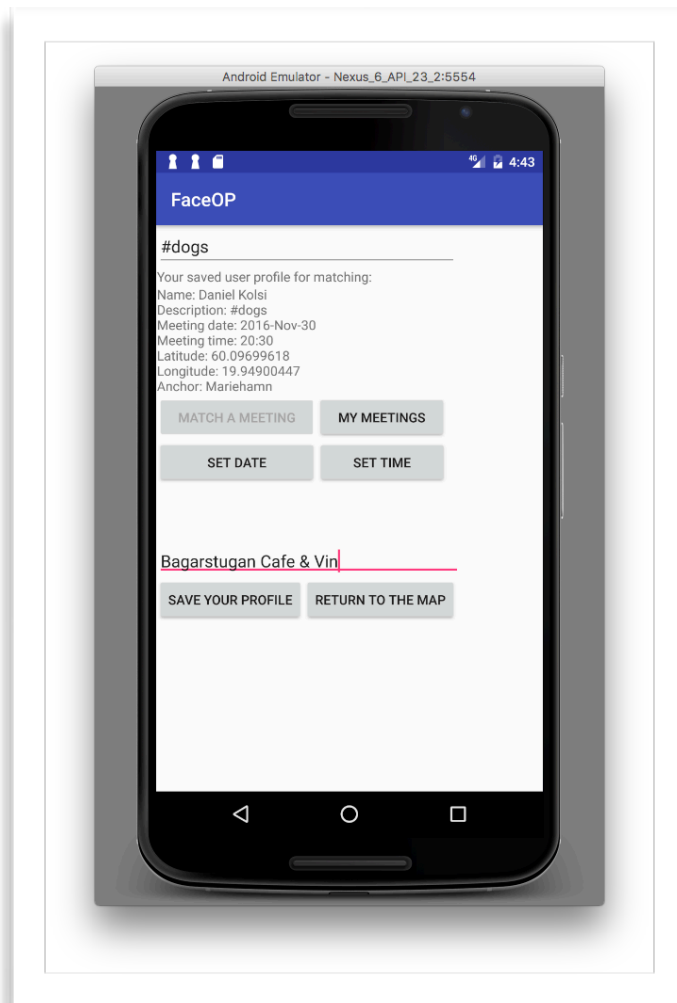 Android Emulator - Nexus_6_API_23_2:5554
4G 4:43
FaceOP
#dogs
Your saved user profile for matching:
Name: Daniel Kolsi
Description: #dogs
Meeting date: 2016-Nov-30
Meeting time: 20:30
Latitude: 60.09699618
Longitude: 19.94900447
Anchor: Mariehamn
MATCH A MEETING MY MEETINGS
SET DATE SET TIME
Bagarstugan Cafe & Vin
SAVE YOUR PROFILE RETURN TO THE MAP